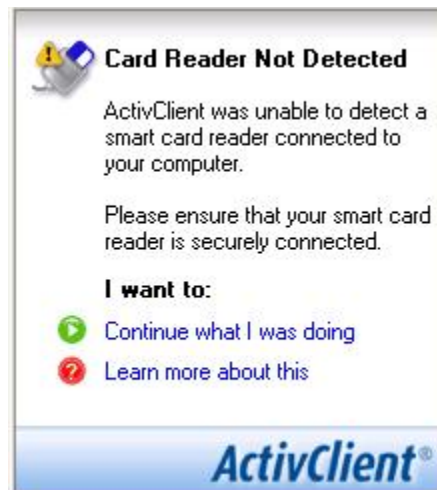 Card Reader Not Detected
ActivClient was unable to detect a
smart card reader connected to
your computer.
Please ensure that your smart card
reader is securely connected.
I want to:
Continue what I was doing
Learn more about this
ActivClient®